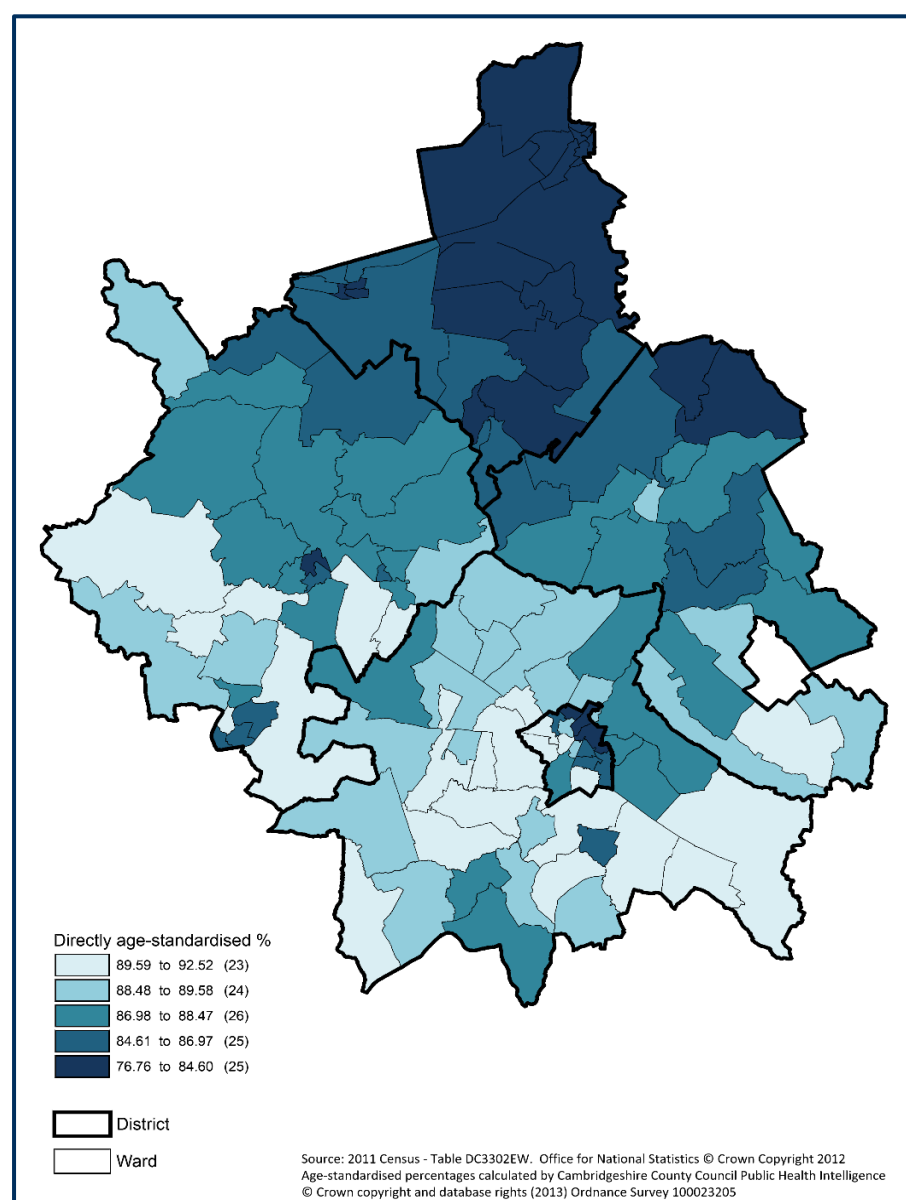 Directly age-standardised %
89.59 to 92.52 (23)
88.48 to 89.58 (24)
86.98 to 88.47 (26)
84.61 to 86.97 (25)
76.76 to 84.60 (25)
District
Ward
Source: 2011 Census - Table DC3302EW. Office for National Statistics © Crown Copyright 2012
Age-standardised percentages calculated by Cambridgeshire County Council Public Health Intelligence
© Crown copyright and database rights (2013) Ordnance Survey 100023205